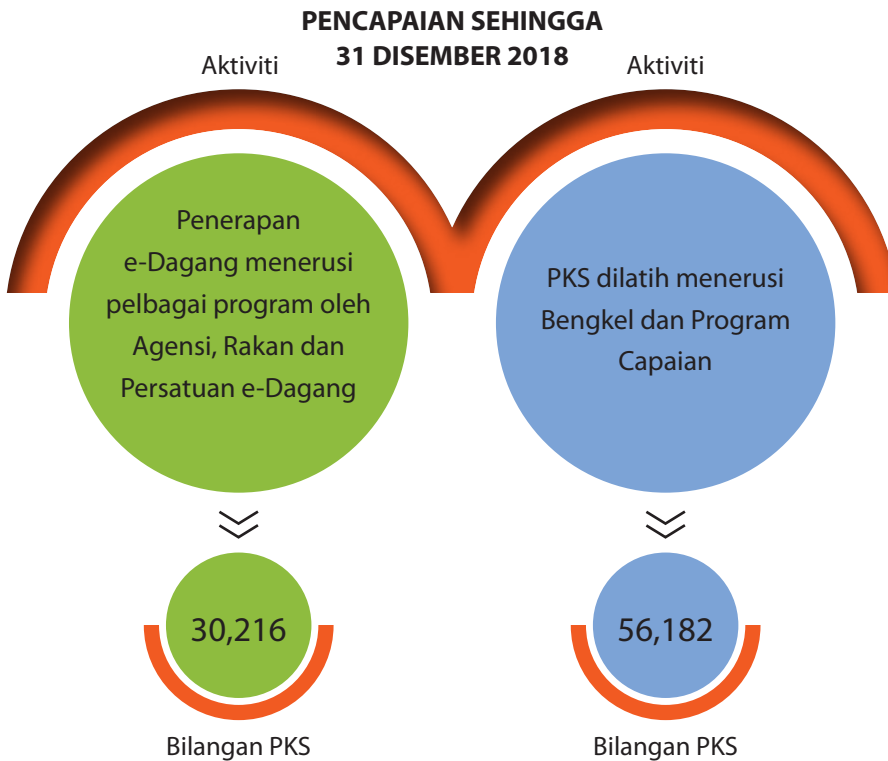 PENCAPAIAN SEHINGGA
31 DISEMBER 2018
Aktiviti
Penerapan
e-Dagang menerusi
pelbagai program oleh
Agensi, Rakan dan
Persatuan e-Dagang
30,216
Bilangan PKS
Aktiviti
PKS dilatih menerusi
Bengkel dan Program
Capaian
56,182
Bilangan PKS